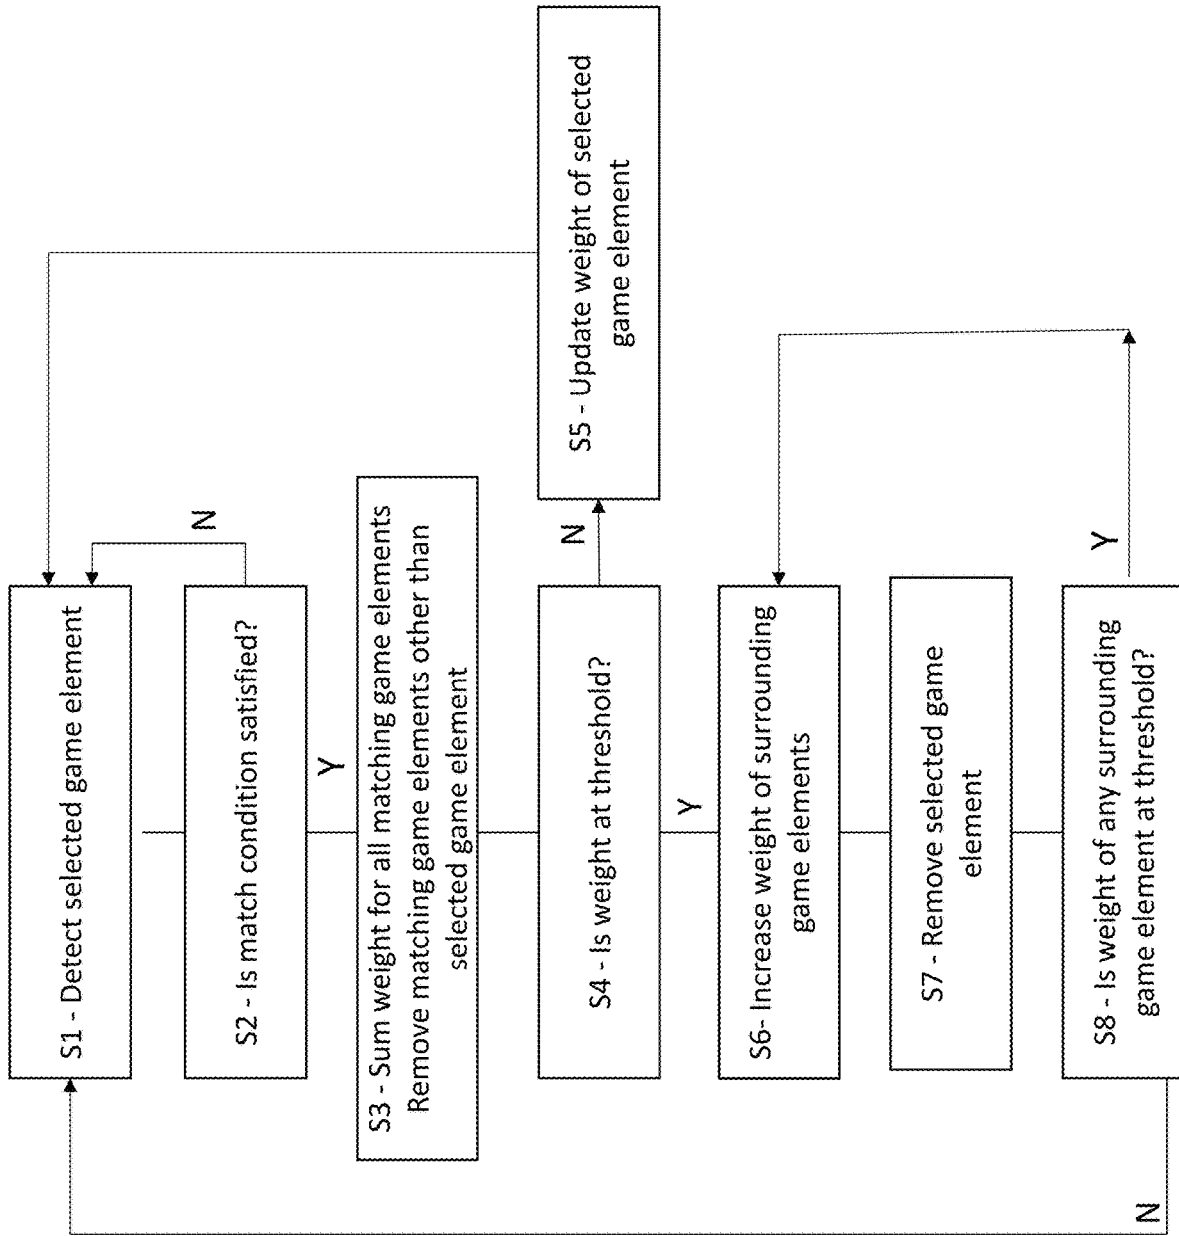 S1 - Detect selected game element
N
S2 - Is match condition satisfied?
Y
S3 - Sum weight for all matching game elements
Remove matching game elements other than
selected game element
S4 - Is weight at threshold?
N
S5 - Update weight of selected
game element
Y
S6- Increase weight of surrounding
game elements
S7 - Remove selected game
element
S8 - Is weight of any surrounding
game element at threshold?
Y
N